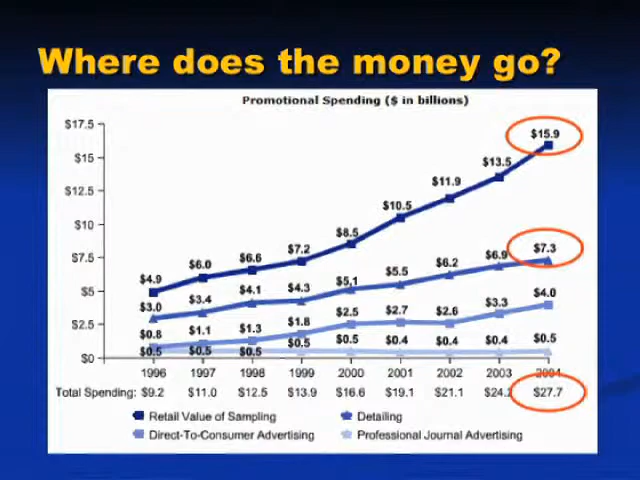 Where does the money go?
Promotional Spending ($ in billions)
$17.5
$15
$12.5
$10
$7.5
$5
$2.5
$0
$4.9 $6.0 $6.6 $7.2 $8.5 $10.5 $11.9 $13.5 $15.9
$3.0 $3.4 $4.1 $4.3 $5.1 $5.5 $6.2 $6.9 $7.3
$0.8 $1.1 $1.3 $1.8 $2.5 $2.7 $2.6 $3.3 $4.0
$0.5 $0.5 $0.5 $0.5 $0.5 $0.4 $0.4 $0.4 $0.5
1996 1997 1998 1999 2000 2001 2002 2003 2004
Total Spending: $9.2 $11.0 $12.5 $13.9 $16.6 $19.1 $21.1 $24.2 $27.7
Retail Value of Sampling Detailing
Direct-To-Consumer Advertising Professional Journal Advertising